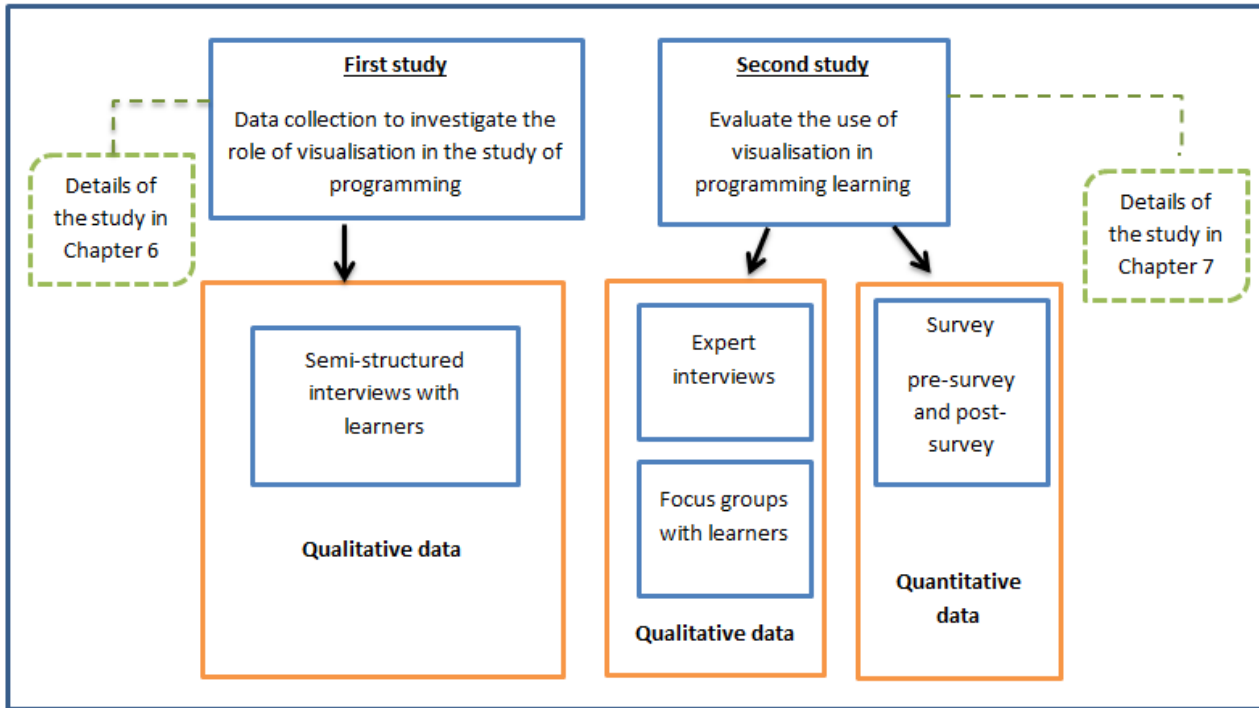 First study
Data collection to investigate the
role of visualisation in the study of
programming
Second study
Evaluate the use of
visualisation in
programming learning
Details of
the study in
Chapter 6
Details of
the study in
Chapter 7
Semi-structured
interviews with
learners
Qualitative data
Expert
interviews
Focus groups
with learners
Qualitative data
Survey
pre-survey
and post-
survey
Quantitative
data